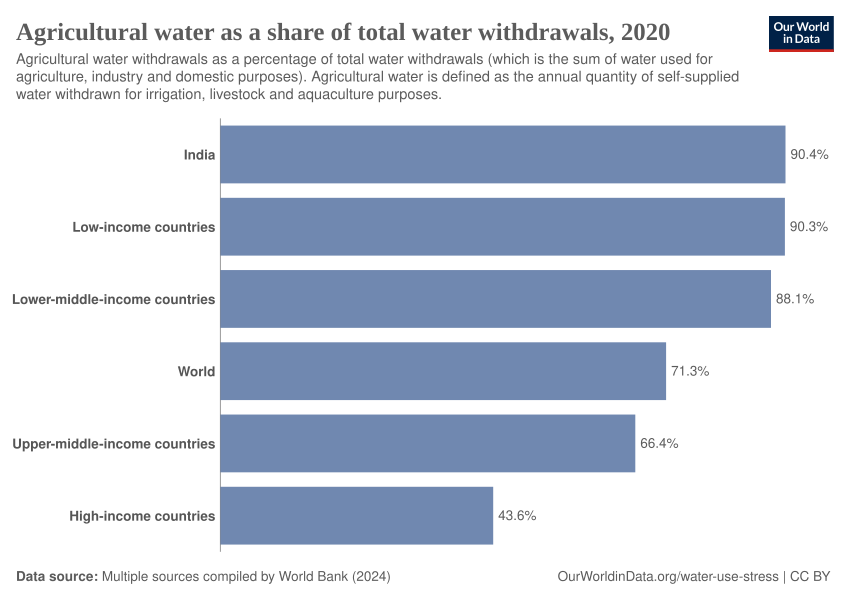 Agricultural water as a share of total water withdrawals, 2020
Our World
in Data
Agricultural water withdrawals as a percentage of total water withdrawals (which is the sum of water used for
agriculture, industry and domestic purposes). Agricultural water is defined as the annual quantity of self-supplied
water withdrawn for irrigation, livestock and aquaculture purposes.
India 90.4%
Low-income countries 90.3%
Lower-middle-income countries 88.1%
World 71.3%
Upper-middle-income countries 66.4%
High-income countries 43.6%
Data source: Multiple sources compiled by World Bank (2024) OurWorldinData.org/water-use-stress | CC BY